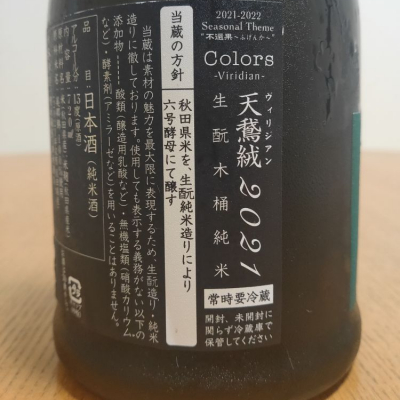 2021-2022
Seasonal Theme
"不還果〜ふげんか〜"
Colors
-Viridian-
ヴィリジアン
天鵞絨2021
生酛木桶純米
常時要冷蔵
開封、未開封に
関らず冷蔵庫で
保管してください
当蔵の方針
秋田県米を、生酛純米造りにより
六号酵母にて醸す
当蔵は素材の魅力を最大限に表現するため、生酛造り・純米
造りに徹しております。使用しても表示する義務がない以下の
添加物……酸類(醸造用乳酸など)・無機塩類(硝酸カリウム
など)・酵素剤(アミラーゼなど)を用いることはありません。
目:日本酒(純米酒)
アルコール分:13度(原酒)
内容量:720ml